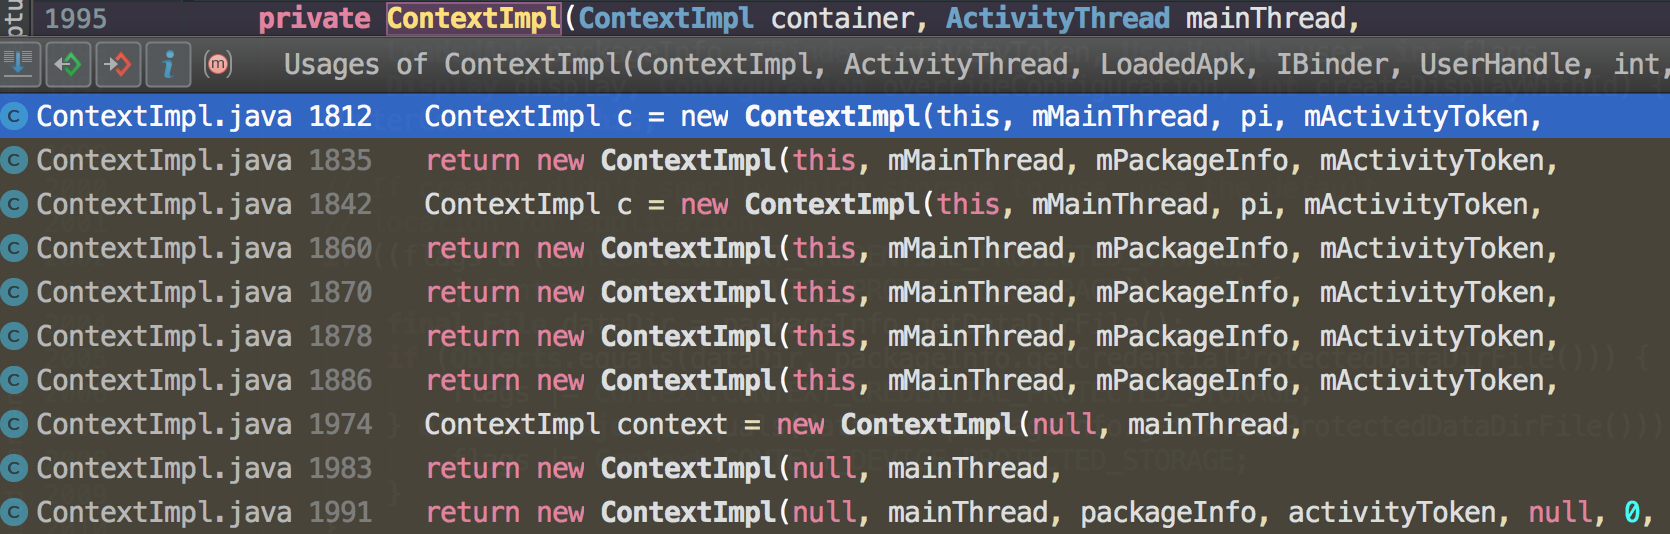 1995 private ContextImpl(ContextImpl container, ActivityThread mainThread,
Usages of ContextImpl(ContextImpl, ActivityThread, LoadedApk, IBinder, UserHandle, int,
ContextImpl.java 1812 ContextImpl c = new ContextImpl(this, mMainThread, pi, mActivityToken,
ContextImpl.java 1835 return new ContextImpl(this, mMainThread, mPackageInfo, mActivityToken,
ContextImpl.java 1842 ContextImpl c = new ContextImpl(this, mMainThread, pi, mActivityToken,
ContextImpl.java 1860 return new ContextImpl(this, mMainThread, mPackageInfo, mActivityToken,
ContextImpl.java 1870 return new ContextImpl(this, mMainThread, mPackageInfo, mActivityToken,
ContextImpl.java 1878 return new ContextImpl(this, mMainThread, mPackageInfo, mActivityToken,
ContextImpl.java 1886 return new ContextImpl(this, mMainThread, mPackageInfo, mActivityToken,
ContextImpl.java 1974 ContextImpl context = new ContextImpl(null, mainThread,
ContextImpl.java 1983 return new ContextImpl(null, mainThread,
ContextImpl.java 1991 return new ContextImpl(null, mainThread, packageInfo, activityToken, null, 0,